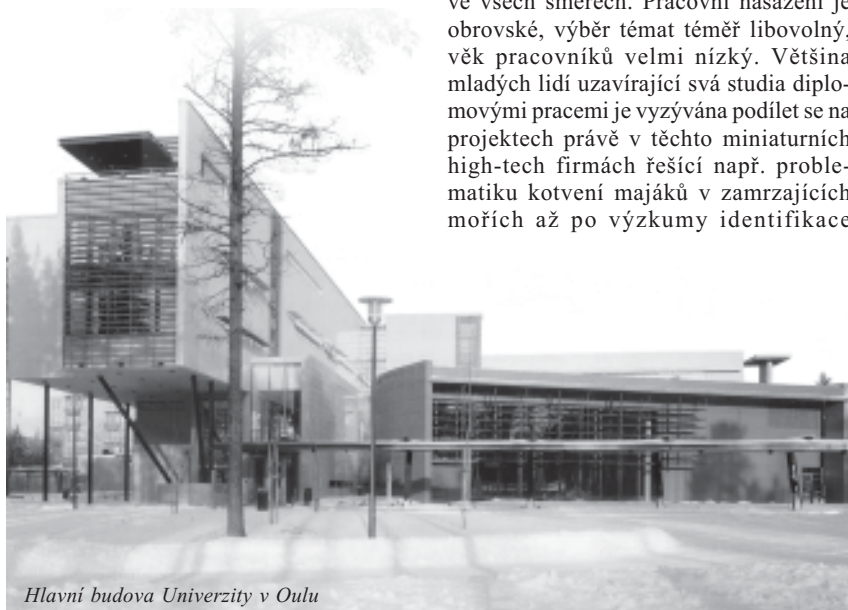 ve všech směrech. Pracovní nasazení je
obrovské, výběr témat téměř libovolný,
věk pracovníků velmi nízký. Většina
mladých lidí uzavírající svá studia diplo-
movými pracemi je vyzývána podílet se na
projektech právě v těchto miniaturních
high-tech firmách řešící např. proble-
matiku kotvení majáků v zamrzajících
mořích až po výzkumy identifikace
Hlavní budova Univerzity v Oulu